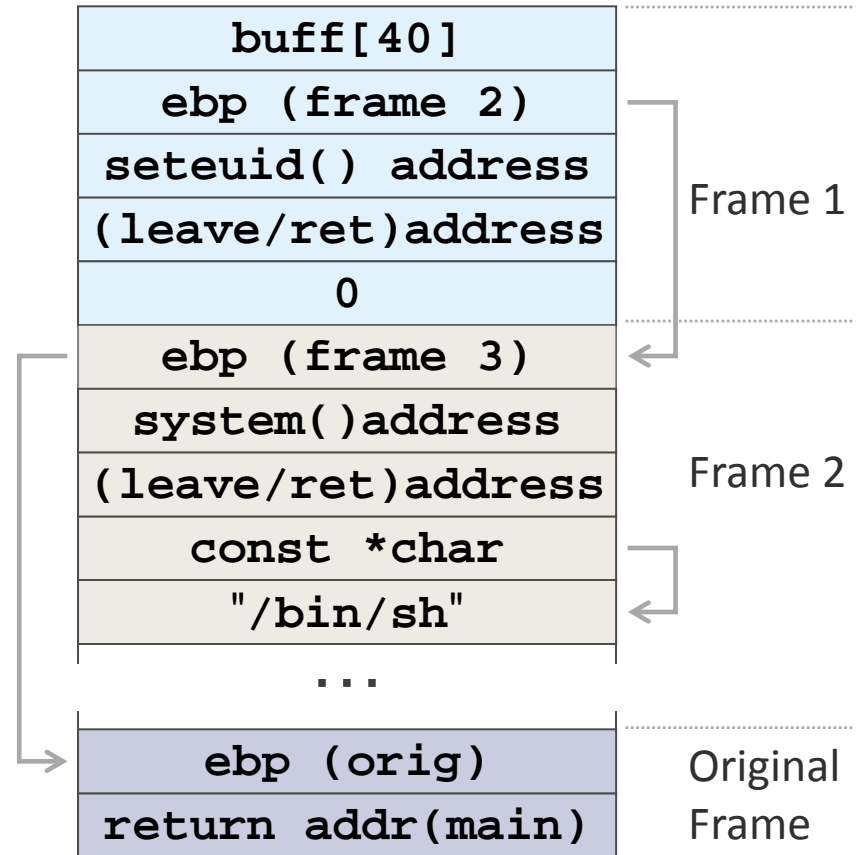 buff[40]
ebp (frame 2)
seteuid() address
(leave/ret)address
0
Frame 1
ebp (frame 3)
system()address
(leave/ret)address
const *char
"/bin/sh"
Frame 2
...
ebp (orig)
return addr(main)
Original
Frame